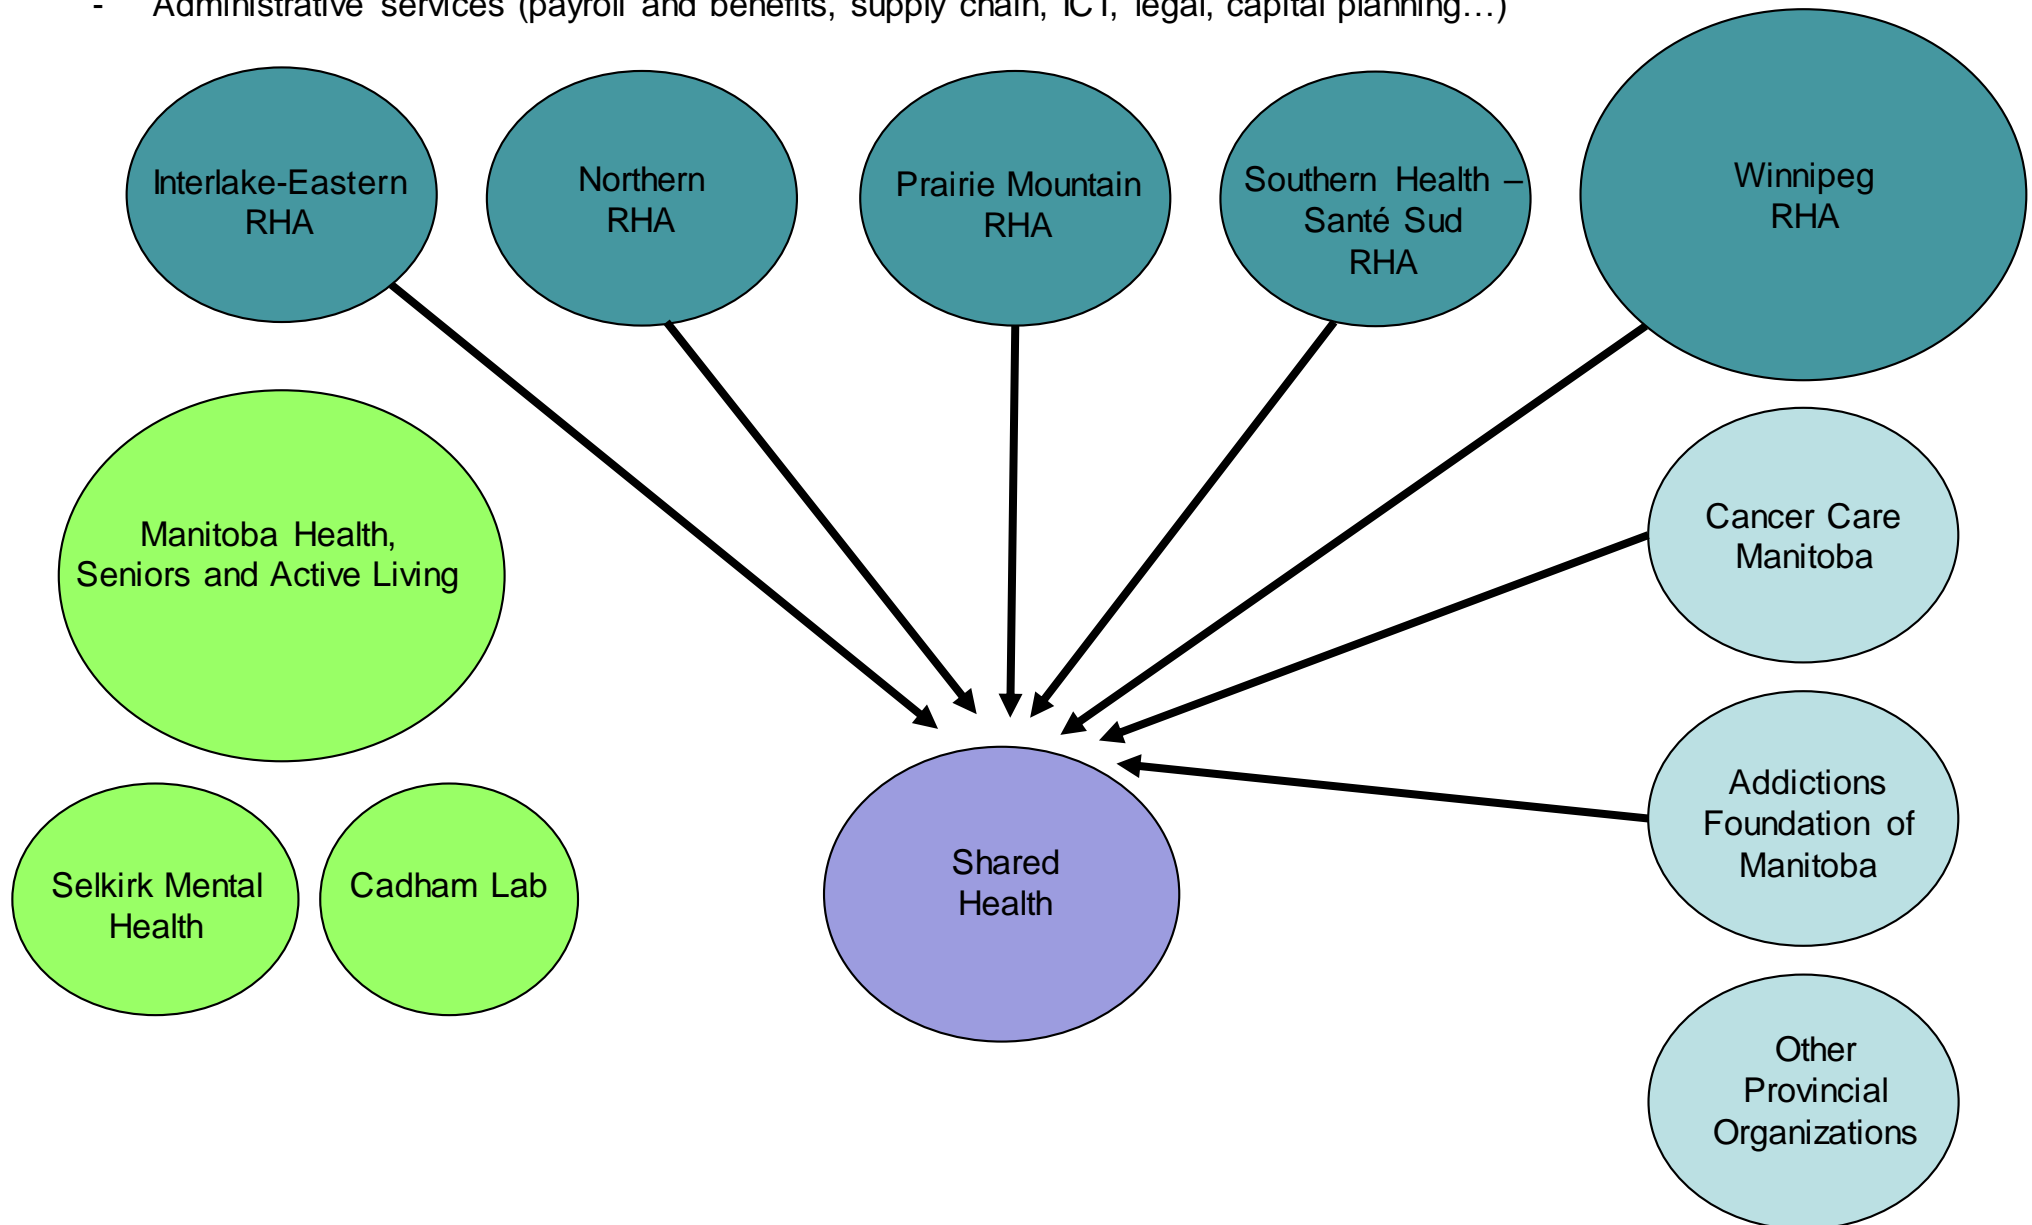 - Administrative services (payroll and benefits, supply chain, ICT, legal, capital planning…)
Interlake-Eastern
RHA
Northern
RHA
Prairie Mountain
RHA
Southern Health –
Santé Sud
RHA
Winnipeg
RHA
Manitoba Health,
Seniors and Active Living
Cancer Care
Manitoba
Selkirk Mental
Health
Cadham Lab
Shared
Health
Addictions
Foundation of
Manitoba
Other
Provincial
Organizations